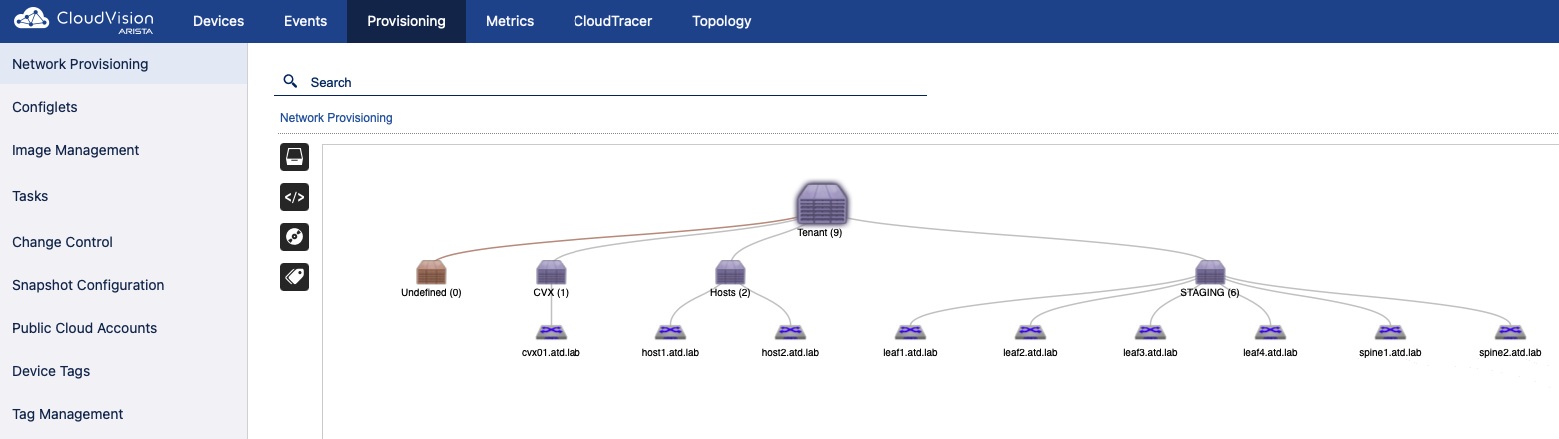 CloudVision
ARISTA
Devices Events Provisioning Metrics CloudTracer Topology
Network Provisioning
Configlets
Image Management
Tasks
Change Control
Snapshot Configuration
Public Cloud Accounts
Device Tags
Tag Management
Search
Network Provisioning
</>
Tenant (9)
Undefined (0) CVX (1) Hosts (2) STAGING (6)
cvx01.atd.lab host1.atd.lab host2.atd.lab leaf1.atd.lab leaf2.atd.lab leaf3.atd.lab leaf4.atd.lab spine1.atd.lab spine2.atd.lab